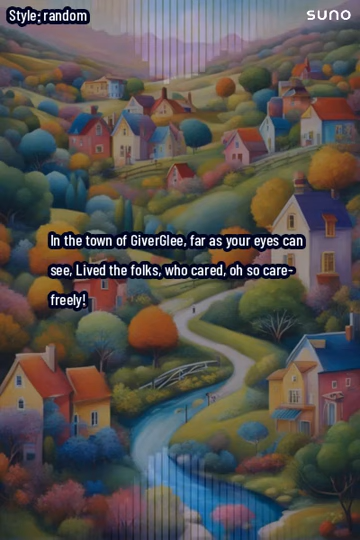 Style: random
suno
In the town of GiverGlee, far as your eyes can
see, Lived the folks, who cared, oh so care-
freely!